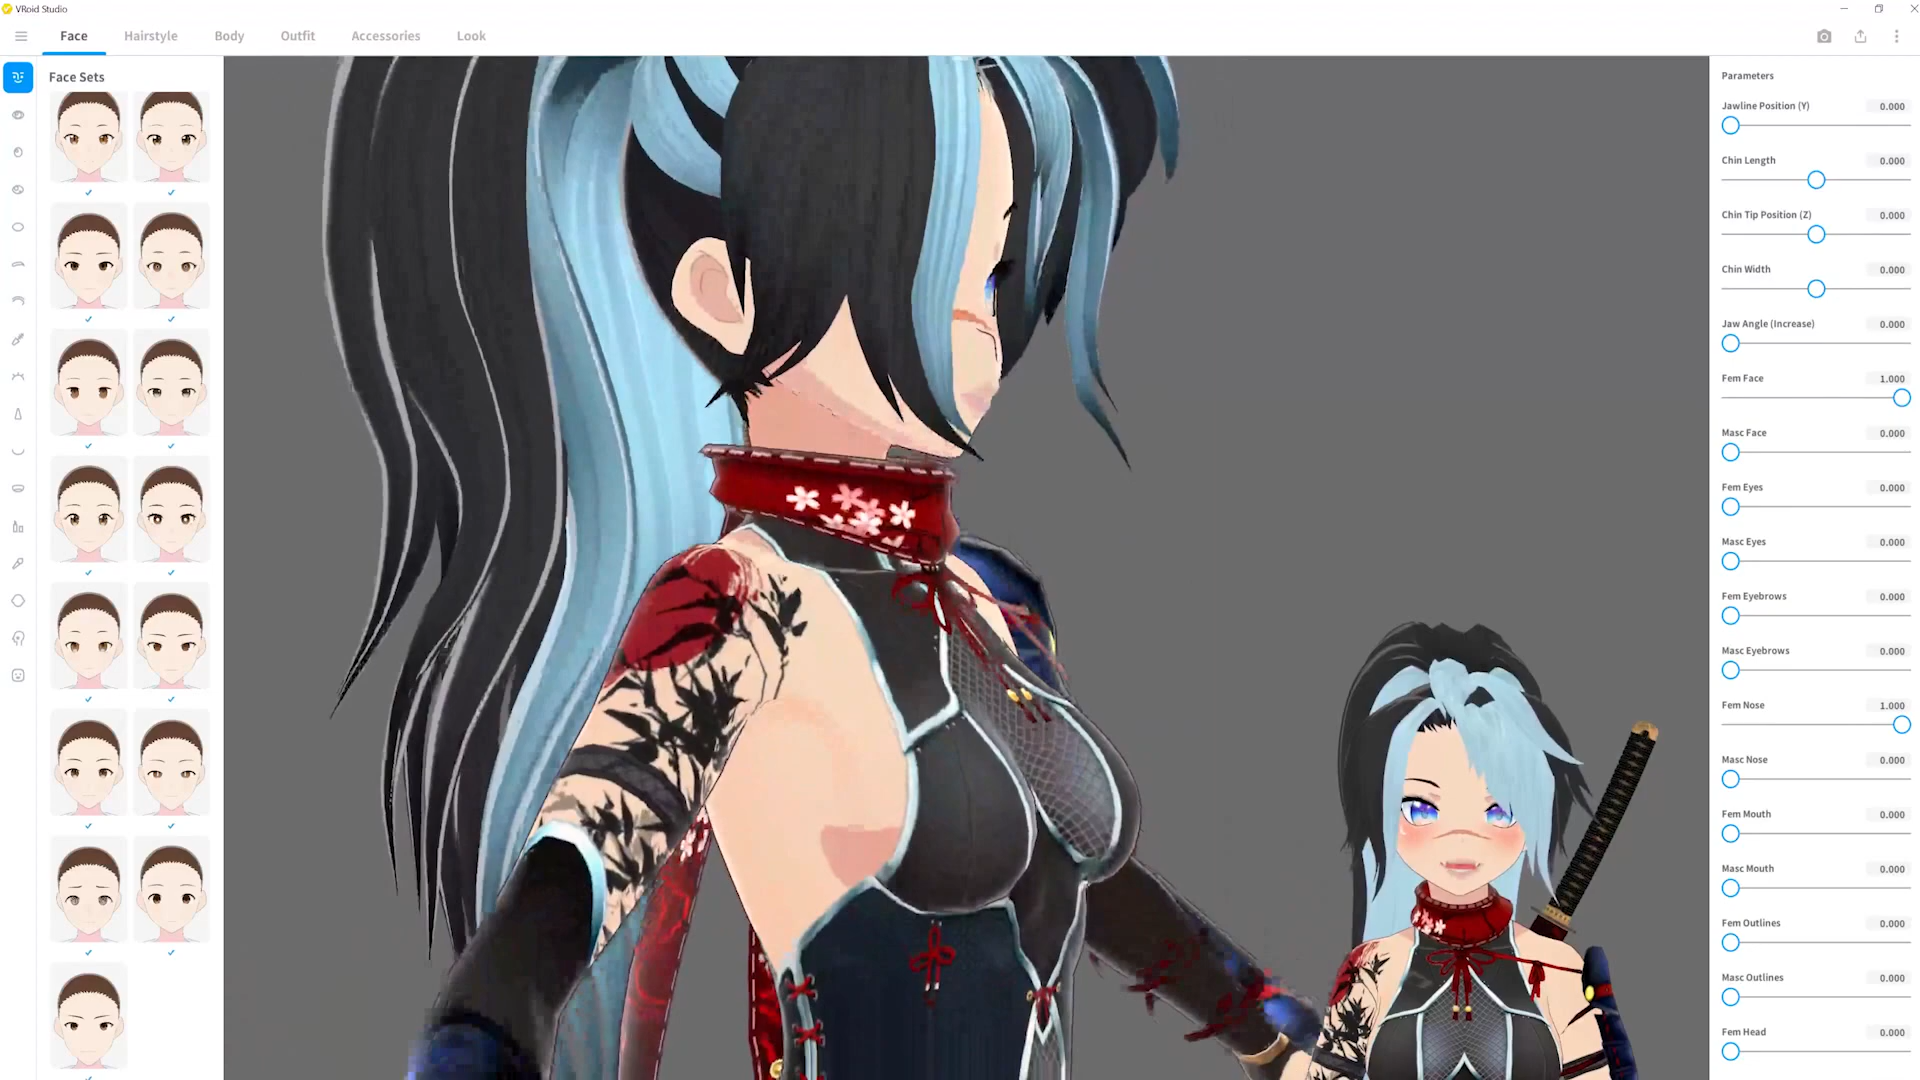 VRoid Studio
Face
Hairstyle
Body
Outfit
Accessories
Look
Face Sets
Parameters
Jawline Position (Y)
0.000
Chin Length
0.000
Chin Tip Position (Z)
0.000
Chin Width
0.000
Jaw Angle (Increase)
0.000
Fem Face
1.000
Masc Face
0.000
Fem Eyes
0.000
Masc Eyes
0.000
Fem Eyebrows
0.000
Masc Eyebrows
0.000
Fem Nose
1.000
Masc Nose
0.000
Fem Mouth
0.000
Masc Mouth
0.000
Fem Outlines
0.000
Masc Outlines
0.000
Fem Head
0.000